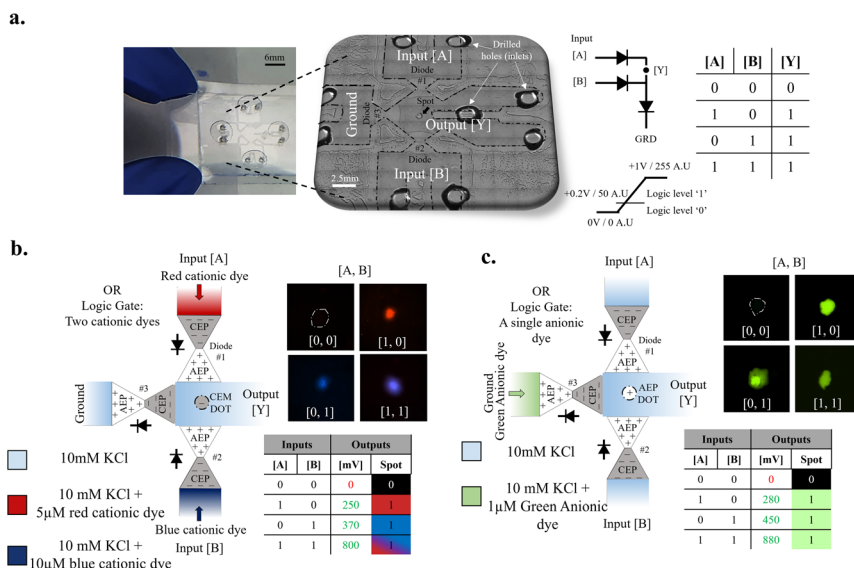 a.
6mm
Input [A]
Diode
#1
Drilled
holes (inlets)
Ground
Diode
#3
Spot
Output [Y]
#2
Diode
Input [B]
2.5mm
Input
[A]
[B]
[Y]
GRD
+1V / 255 A.U
+0.2V / 50 A.U
Logic level ‘1’
Logic level ‘0’
0V / 0 A.U
[A] [B] [Y]
0 0 0
1 0 1
0 1 1
1 1 1
b.
OR
Logic Gate:
Two cationic dyes
Input [A]
Red cationic dye
CEP
Diode
#1
AEP
Ground
AEP
#3
CEP
CEM
DOT
Output
[Y]
AEP
#2
CEP
Blue cationic dye
Input [B]
10mM KCl
10 mM KCl +
5µM red cationic dye
10 mM KCl +
10µM blue cationic dye
[A, B]
[0, 0]
[1, 0]
[0, 1]
[1, 1]
Inputs Outputs
[A] [B] [mV] Spot
0 0 0 0
1 0 250 1
0 1 370 1
1 1 800 1
c.
OR
Logic Gate:
A single anionic
dye
Input [A]
CEP
Diode
#1
AEP
Ground
Green Anionic dye
AEP
#3
CEP
AEP
DOT
Output
[Y]
AEP
#2
CEP
Input [B]
10mM KCl
10 mM KCl +
1µM Green Anionic
dye
[A, B]
[0, 0]
[1, 0]
[0, 1]
[1, 1]
Inputs Outputs
[A] [B] [mV] Spot
0 0 0 0
1 0 280 1
0 1 450 1
1 1 880 1